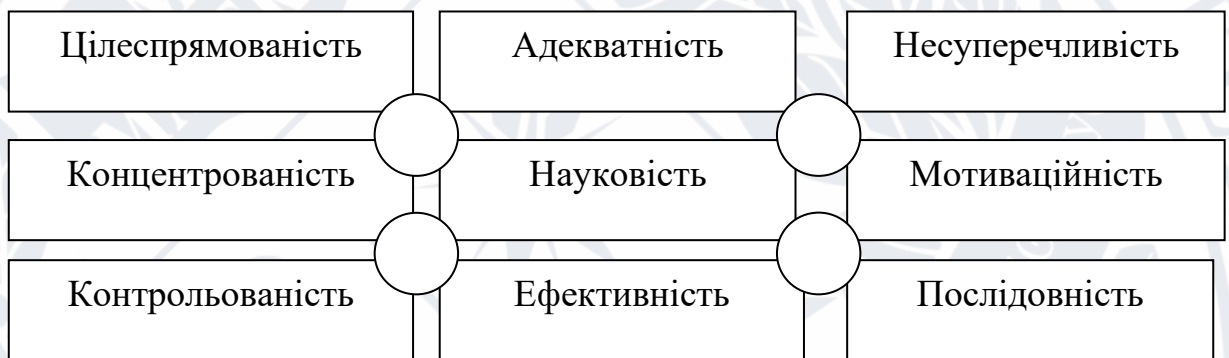 Цілеспрямованість Адекватність Несуперечливість
Концентрованість Науковість Мотиваційність
Контрольованість Ефективність Послідовність